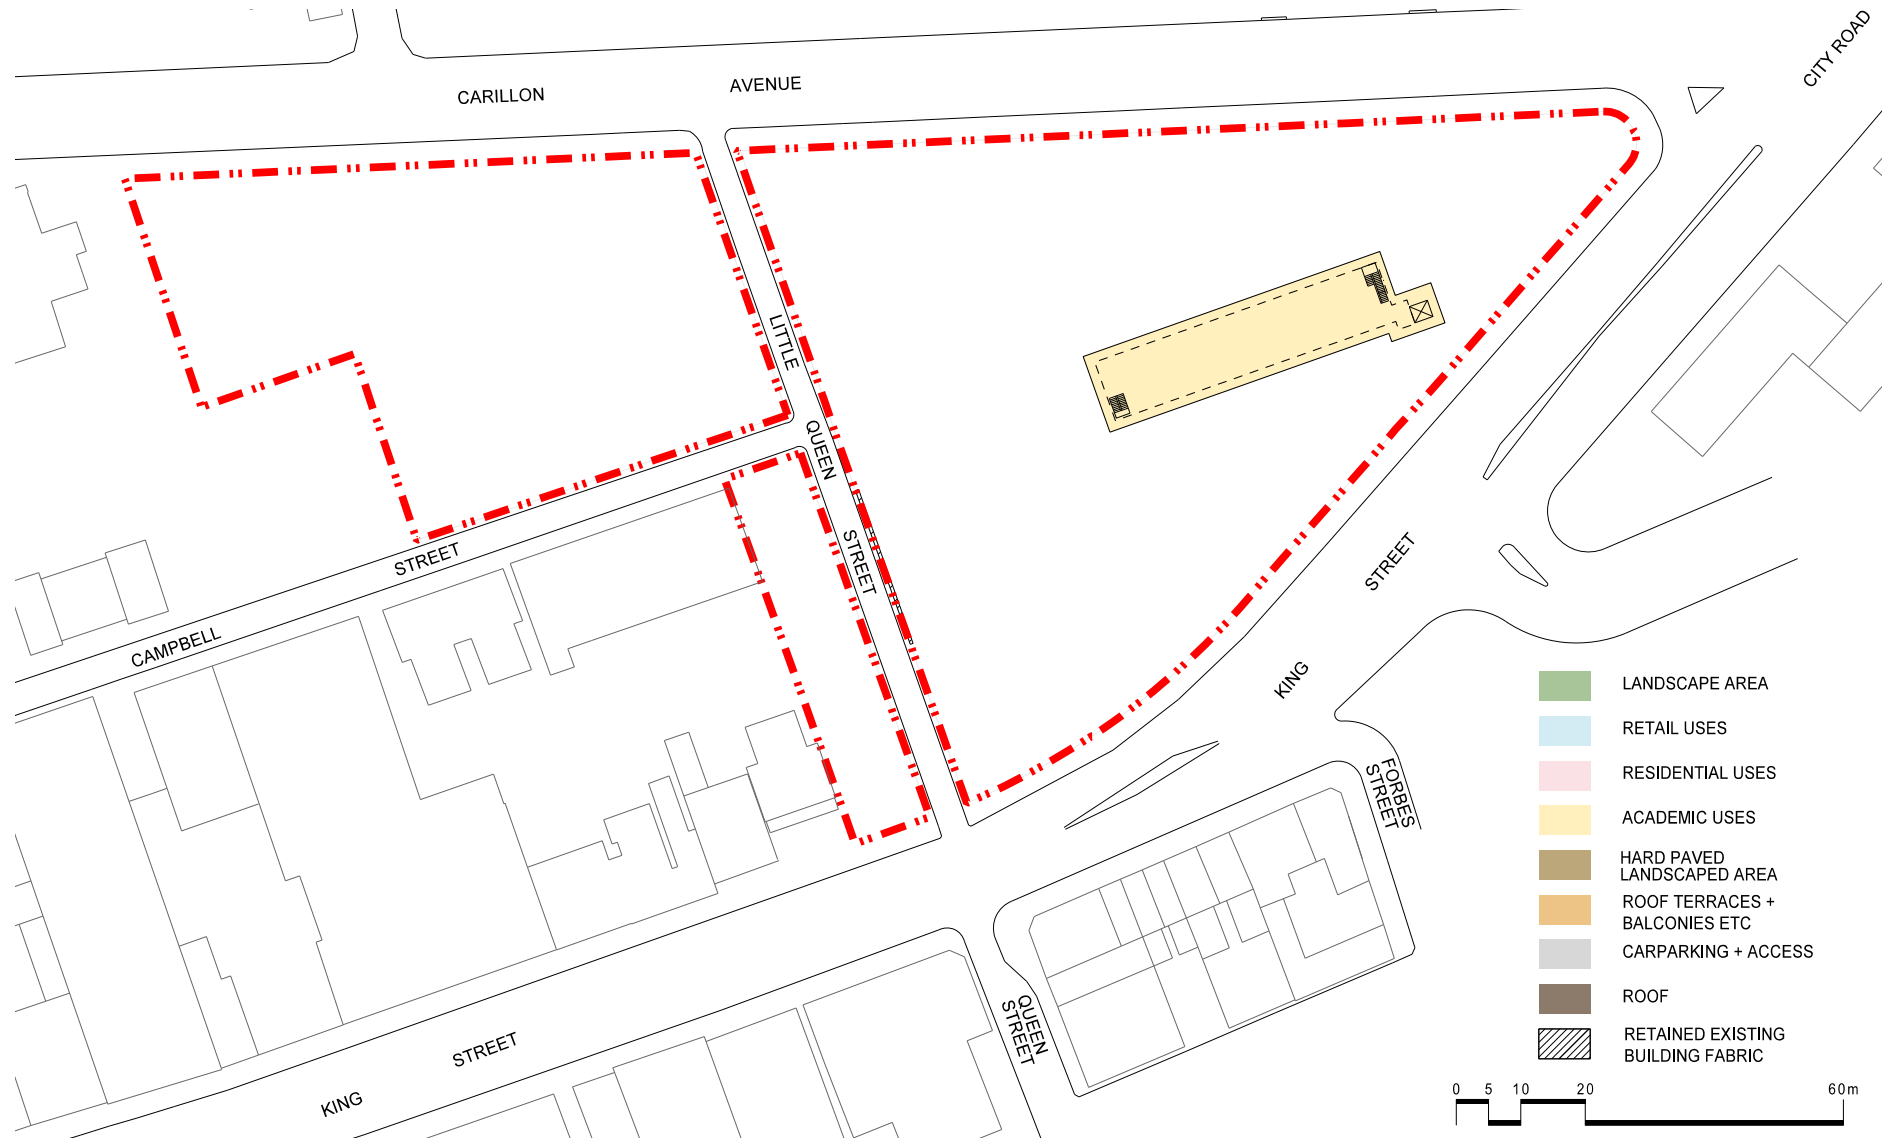 CITY ROAD
CARILLON AVENUE
LITTLE QUEEN STREET
CAMPBELL STREET
KING STREET
FORBES
STREET
QUEEN
STREET
KING STREET
LANDSCAPE AREA
RETAIL USES
RESIDENTIAL USES
ACADEMIC USES
HARD PAVED
LANDSCAPED AREA
ROOF TERRACES +
BALCONIES ETC
CARPARKING + ACCESS
ROOF
RETAINED EXISTING
BUILDING FABRIC
0 5 10 20 60m